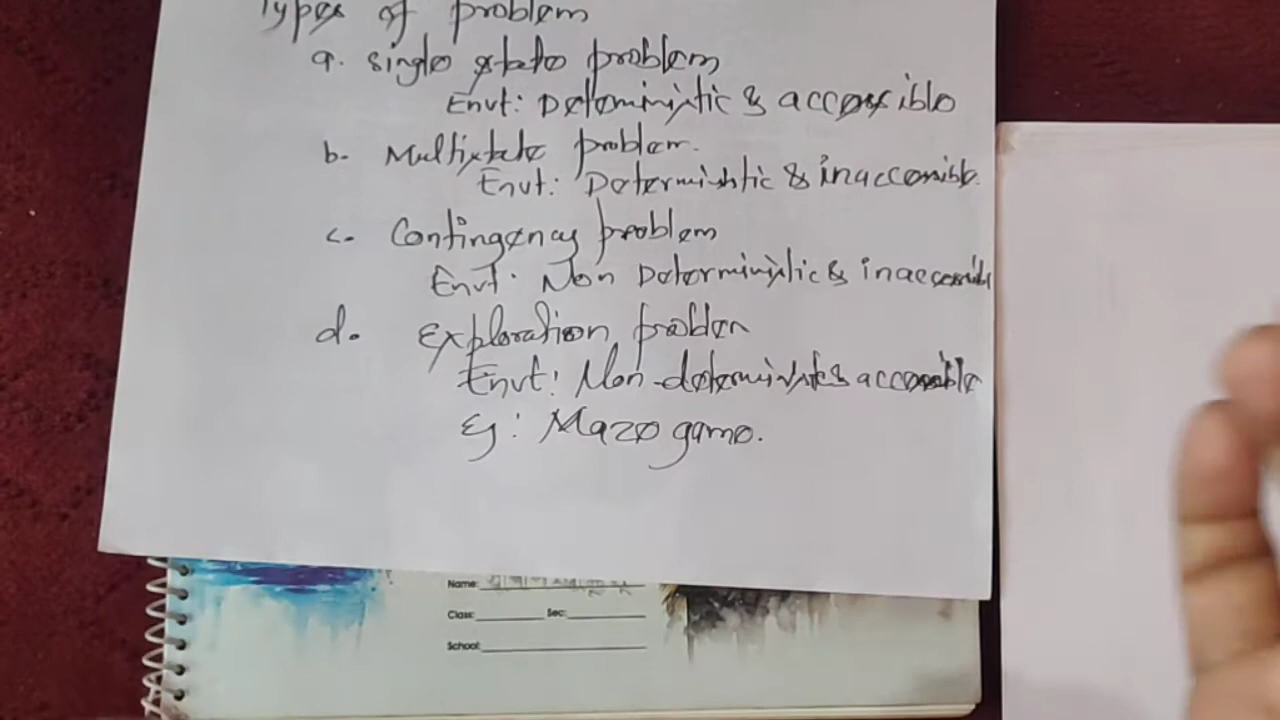 Types of problem
a. single state problem
Envt: Deterministic & accessible
b. Multistate problem.
Envt: Deterministic & inaccessible
c. Contingency problem
Envt: Non Deterministic & inaccessible
d. Exploration problem
Envt: Non-deterministic & accessible
Eg: Maze game.
Name:
Class: Sec:
School: